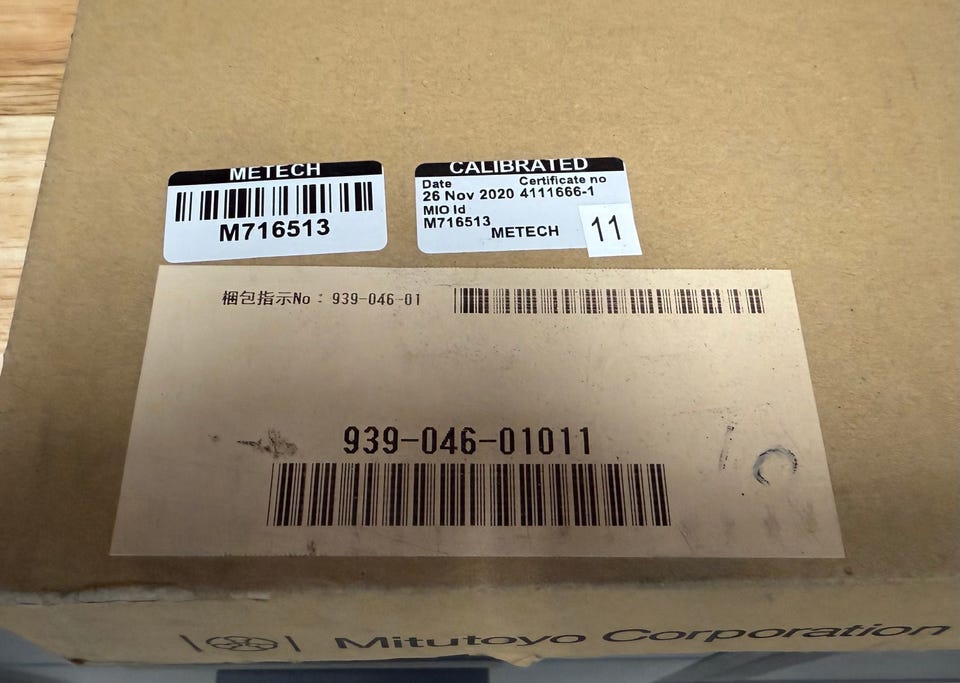 METECH
M716513
CALIBRATED
Date Certificate no
26 Nov 2020 4111666-1
MIO Id
M716513
METECH
11
梱包指示No : 939-046-01
939-046-01011
Mitutoyo Corporation